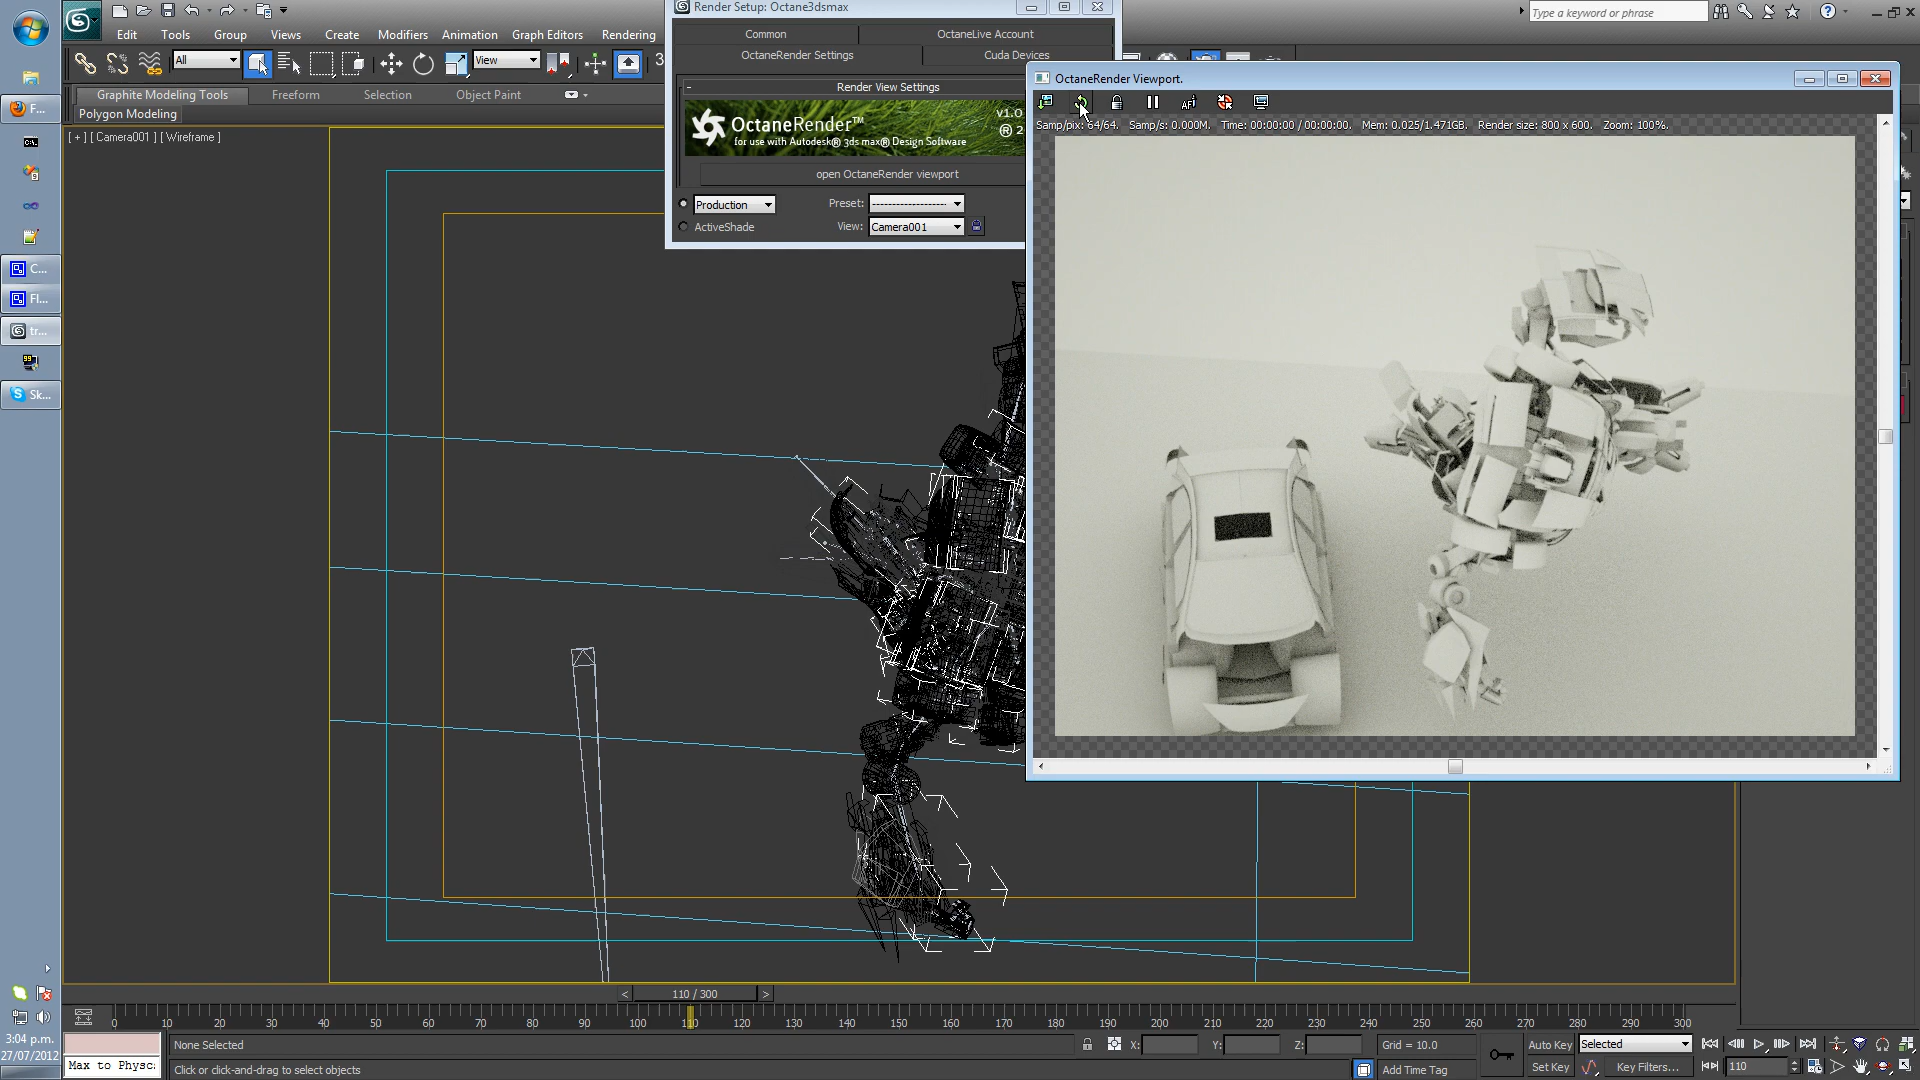 Render Setup: Octane3dsmax
Type a keyword or phrase
Edit Tools Group Views Create Modifiers Animation Graph Editors Rendering
Common OctaneLive Account
OctaneRender Settings Cuda Devices
All View 3
Graphite Modeling Tools Freeform Selection Object Paint
Polygon Modeling
[ + ] [ Camera001 ] [ Wireframe ]
- Render View Settings
OctaneRender™ v1.0
for use with Autodesk® 3ds max® Design Software ® 2
open OctaneRender viewport
Production Preset: --------------------
ActiveShade View: Camera001
OctaneRender Viewport.
AF
Samp/pix: 64/64. Samp/s: 0.000M. Time: 00:00:00 / 00:00:00. Mem: 0.025/1.471GB. Render size: 800 x 600. Zoom: 100%.
F...
C...
Fl...
tr...
Sk...
< 110 / 300 >
0 10 20 30 40 50 60 70 80 90 100 110 120 130 140 150 160 170 180 190 200 210 220 230 240 250 260 270 280 290 300
3:04 p.m.
27/07/2012
None Selected X: Y: Z: Grid = 10.0 Auto Key Selected
Max to Physc: Click or click-and-drag to select objects Add Time Tag Set Key Key Filters... 110